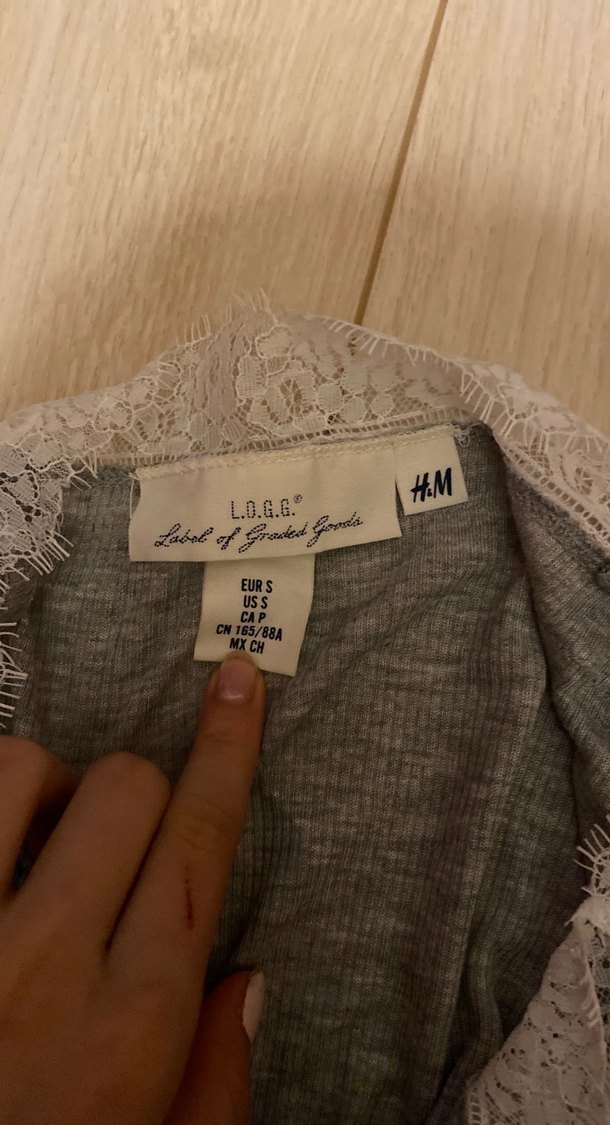 L.O.G.G.®
Label of Graded Goods
H&M
EUR S
US S
CA P
CN 165/88A
MX CH